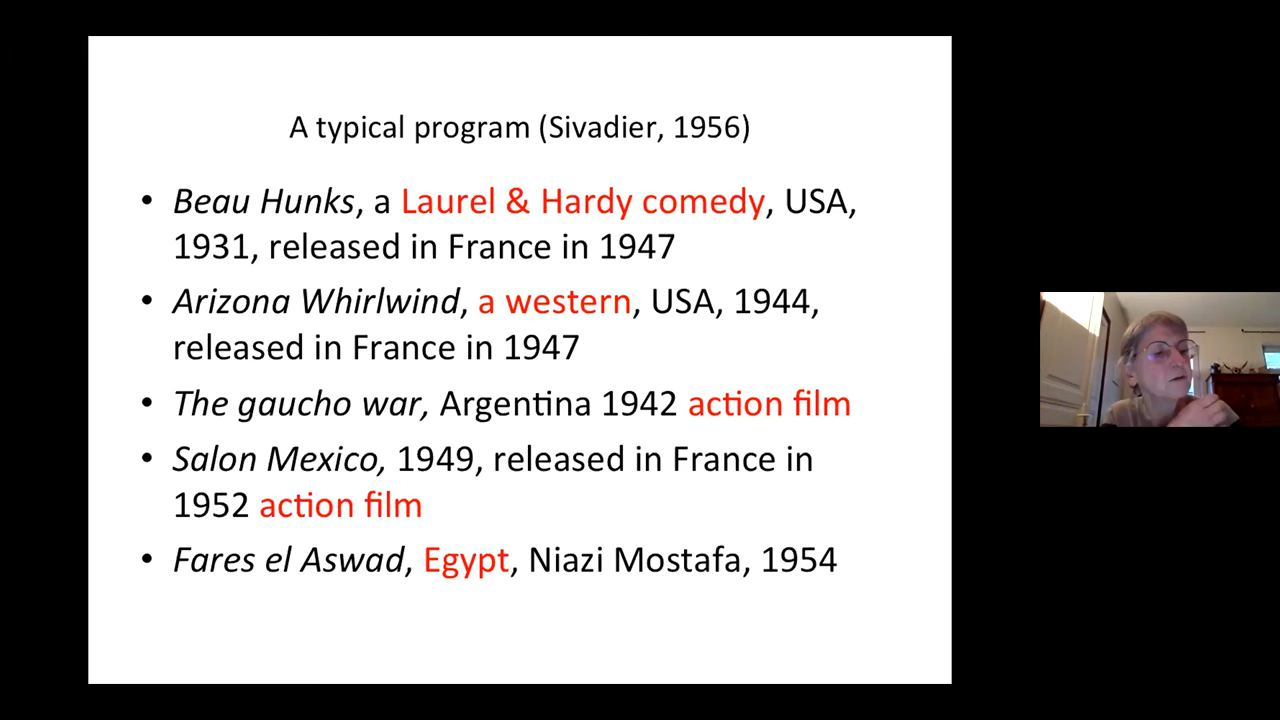 A typical program (Sivadier, 1956)
• Beau Hunks, a Laurel & Hardy comedy, USA,
1931, released in France in 1947
• Arizona Whirlwind, a western, USA, 1944,
released in France in 1947
• The gaucho war, Argentina 1942 action film
• Salon Mexico, 1949, released in France in
1952 action film
• Fares el Aswad, Egypt, Niazi Mostafa, 1954